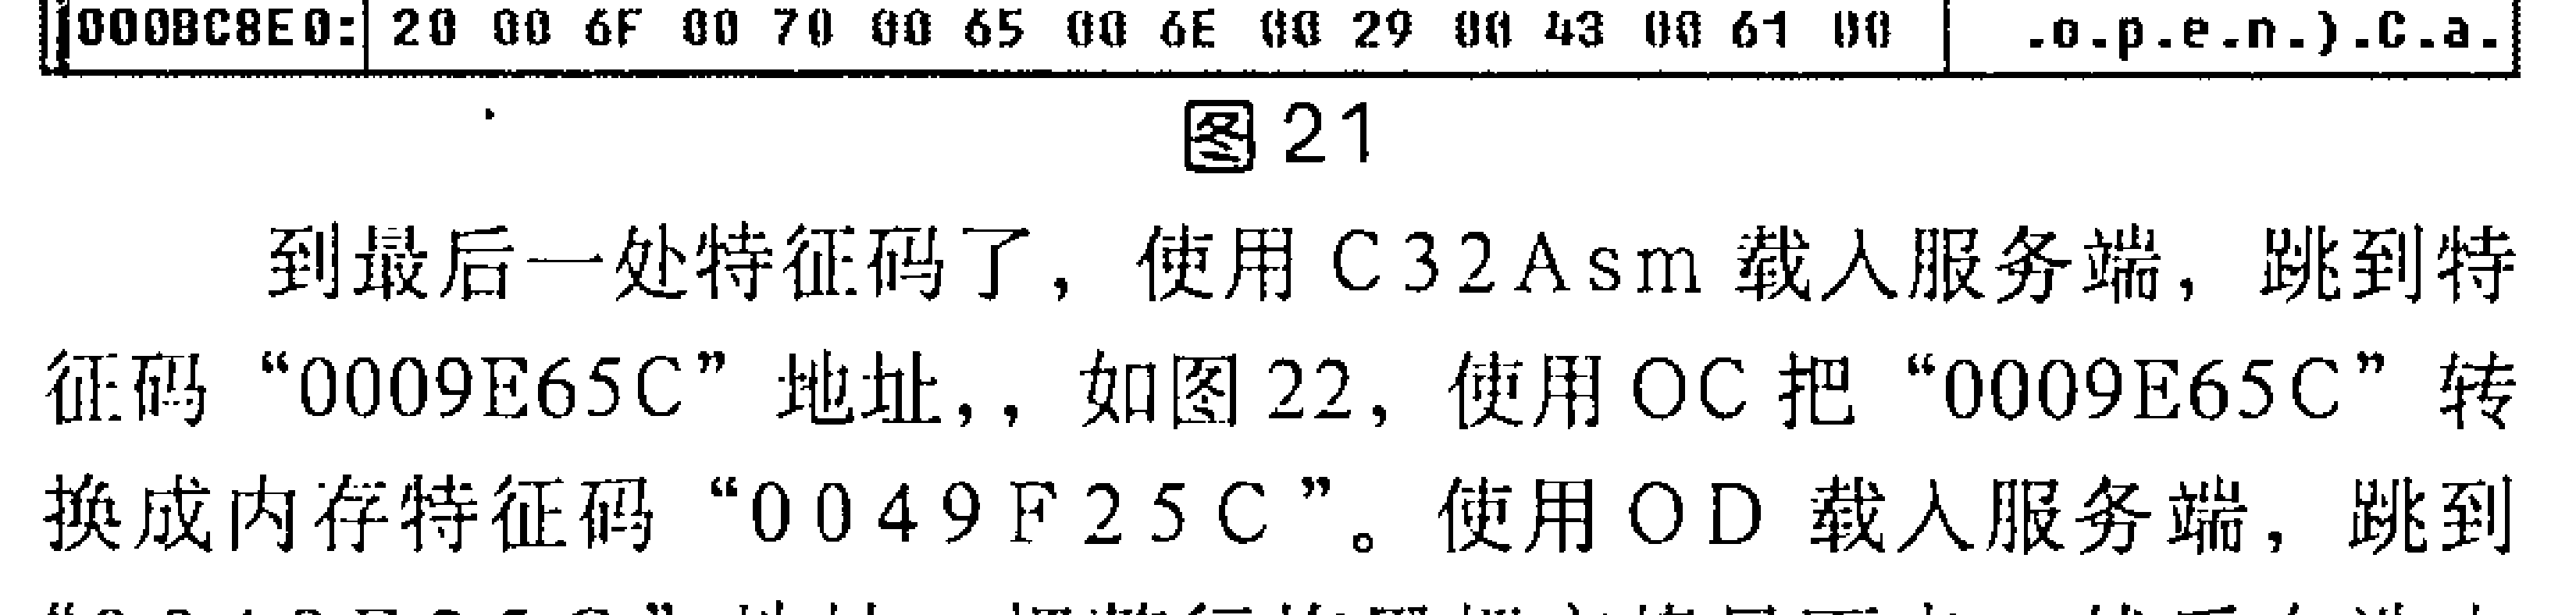 000BC8E0: 20 00 6F 00 70 00 65 00 6E 00 29 00 43 00 61 00 .o.p.e.n.).C.a.
图21
到最后一处特征码了，使用C32Asm载入服务端，跳到特
征码“0009E65C”地址，，如图22，使用OC把“0009E65C”转
换成内存特征码“0049F25C”。使用OD载入服务端，跳到